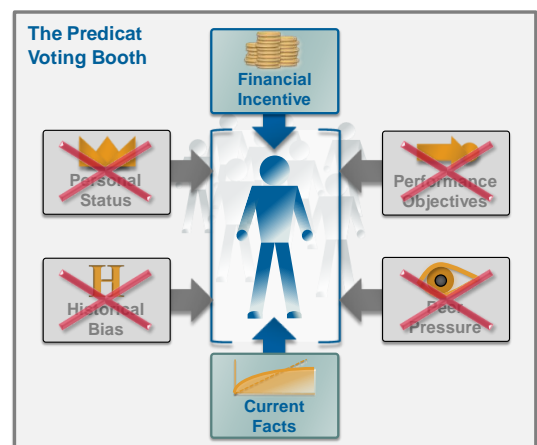 The Predicat
Voting Booth
Financial
Incentive
Personal
Status
Performance
Objectives
H
Historical
Bias
Peer
Pressure
Current
Facts